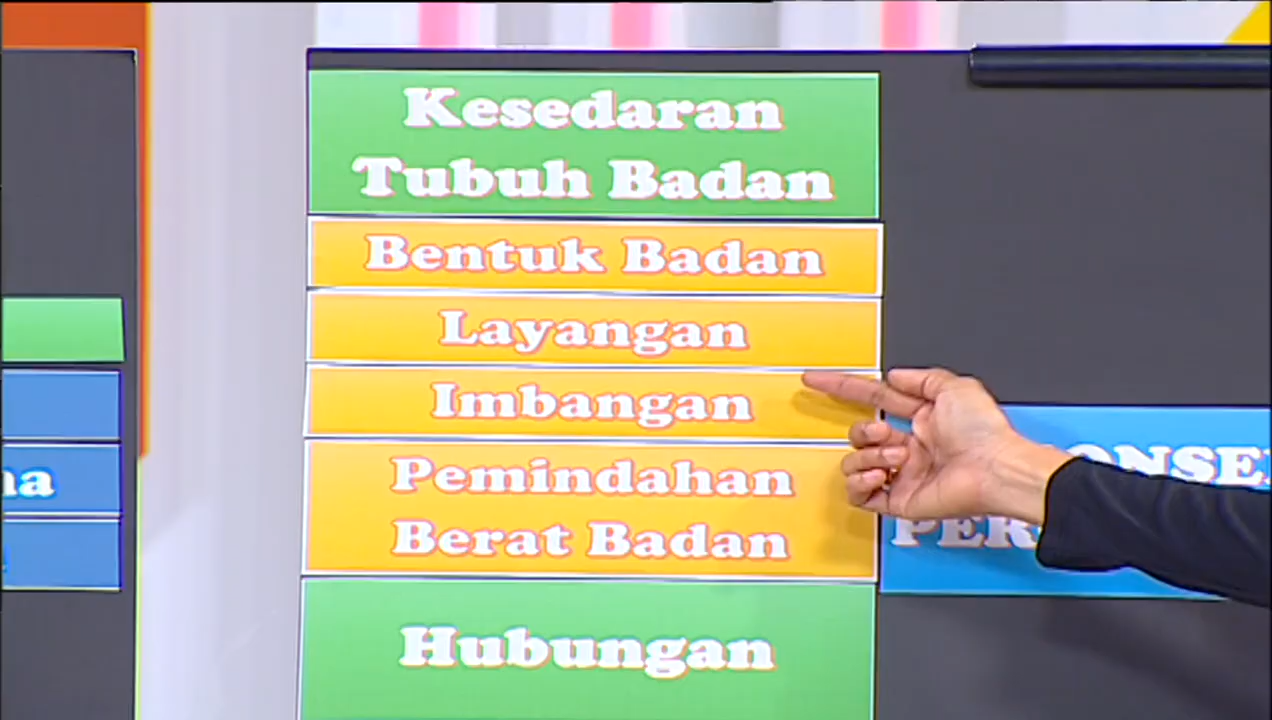 Kesedaran
Tubuh Badan
Bentuk Badan
Layangan
Imbangan
Pemindahan
Berat Badan
Hubungan